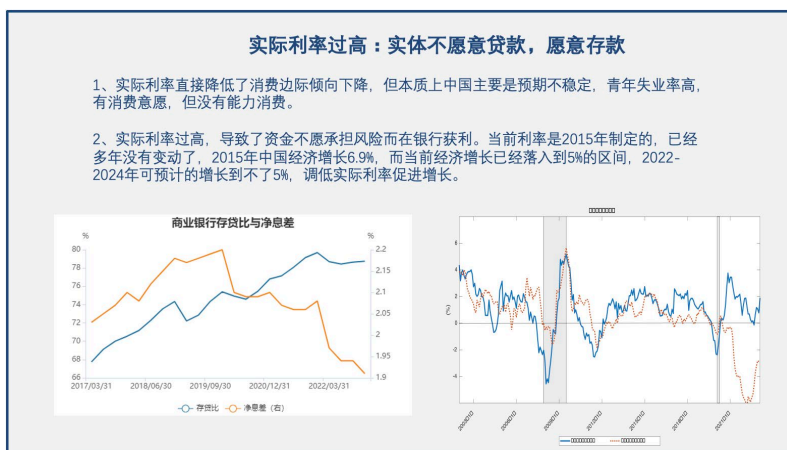 实际利率过高：实体不愿意贷款，愿意存款
1、实际利率直接降低了消费边际倾向下降，但本质上中国主要是预期不稳定，青年失业率高，
有消费意愿，但没有能力消费。
2、实际利率过高，导致了资金不愿承担风险而在银行获利。当前利率是2015年制定的，已经
多年没有变动了，2015年中国经济增长6.9%，而当前经济增长已经落入到5%的区间，2022-
2024年可预计的增长到不了5%，调低实际利率促进增长。
商业银行存贷比与净息差
% %
80 2.2
78 2.15
76 2.1
74 2.05
72
70 2
68 1.95
66 1.9
2017/03/31 2018/06/30 2019/09/30 2020/12/31 2022/03/31
存贷比 净息差（右）
6
4
2
(%)
0
-2
-4
2003Q1Q 2006Q1Q 2009Q1Q 2012Q1Q 2015Q1Q 2018Q1Q 2021Q1Q